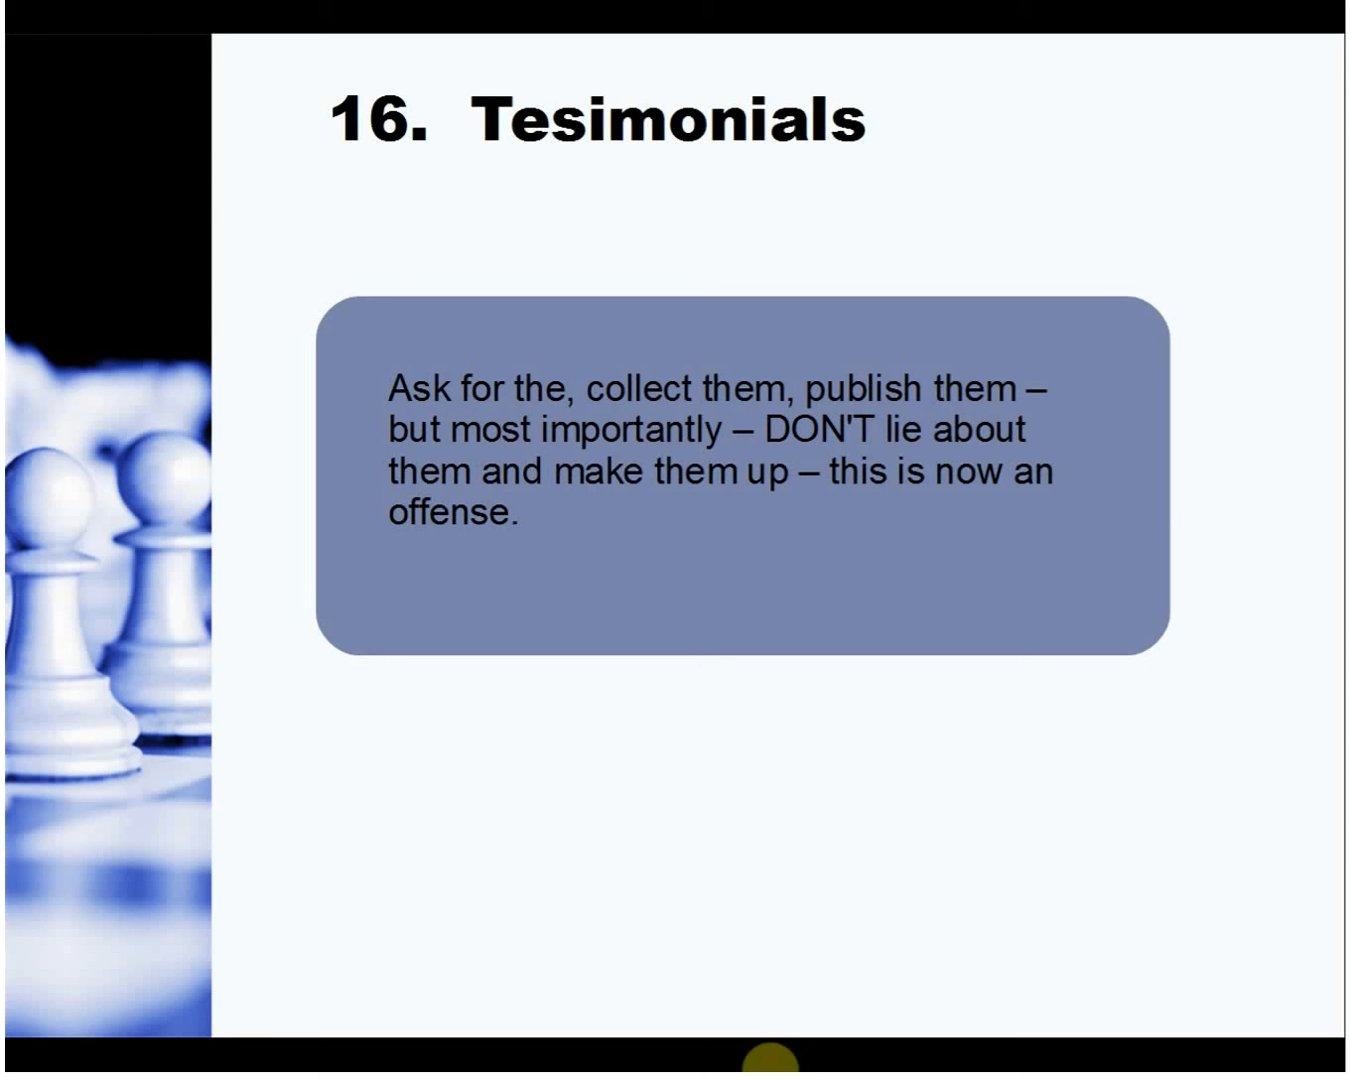 16. Tesimonials
Ask for the, collect them, publish them –
but most importantly – DON'T lie about
them and make them up – this is now an
offense.